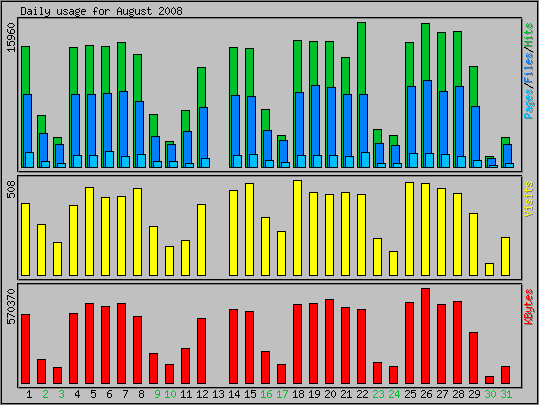 Daily usage for August 2008
15960
Pages/Files/Hits
508
Visits
570370
KBytes
1 2 3 4 5 6 7 8 9 10 11 12 13 14 15 16 17 18 19 20 21 22 23 24 25 26 27 28 29 30 31